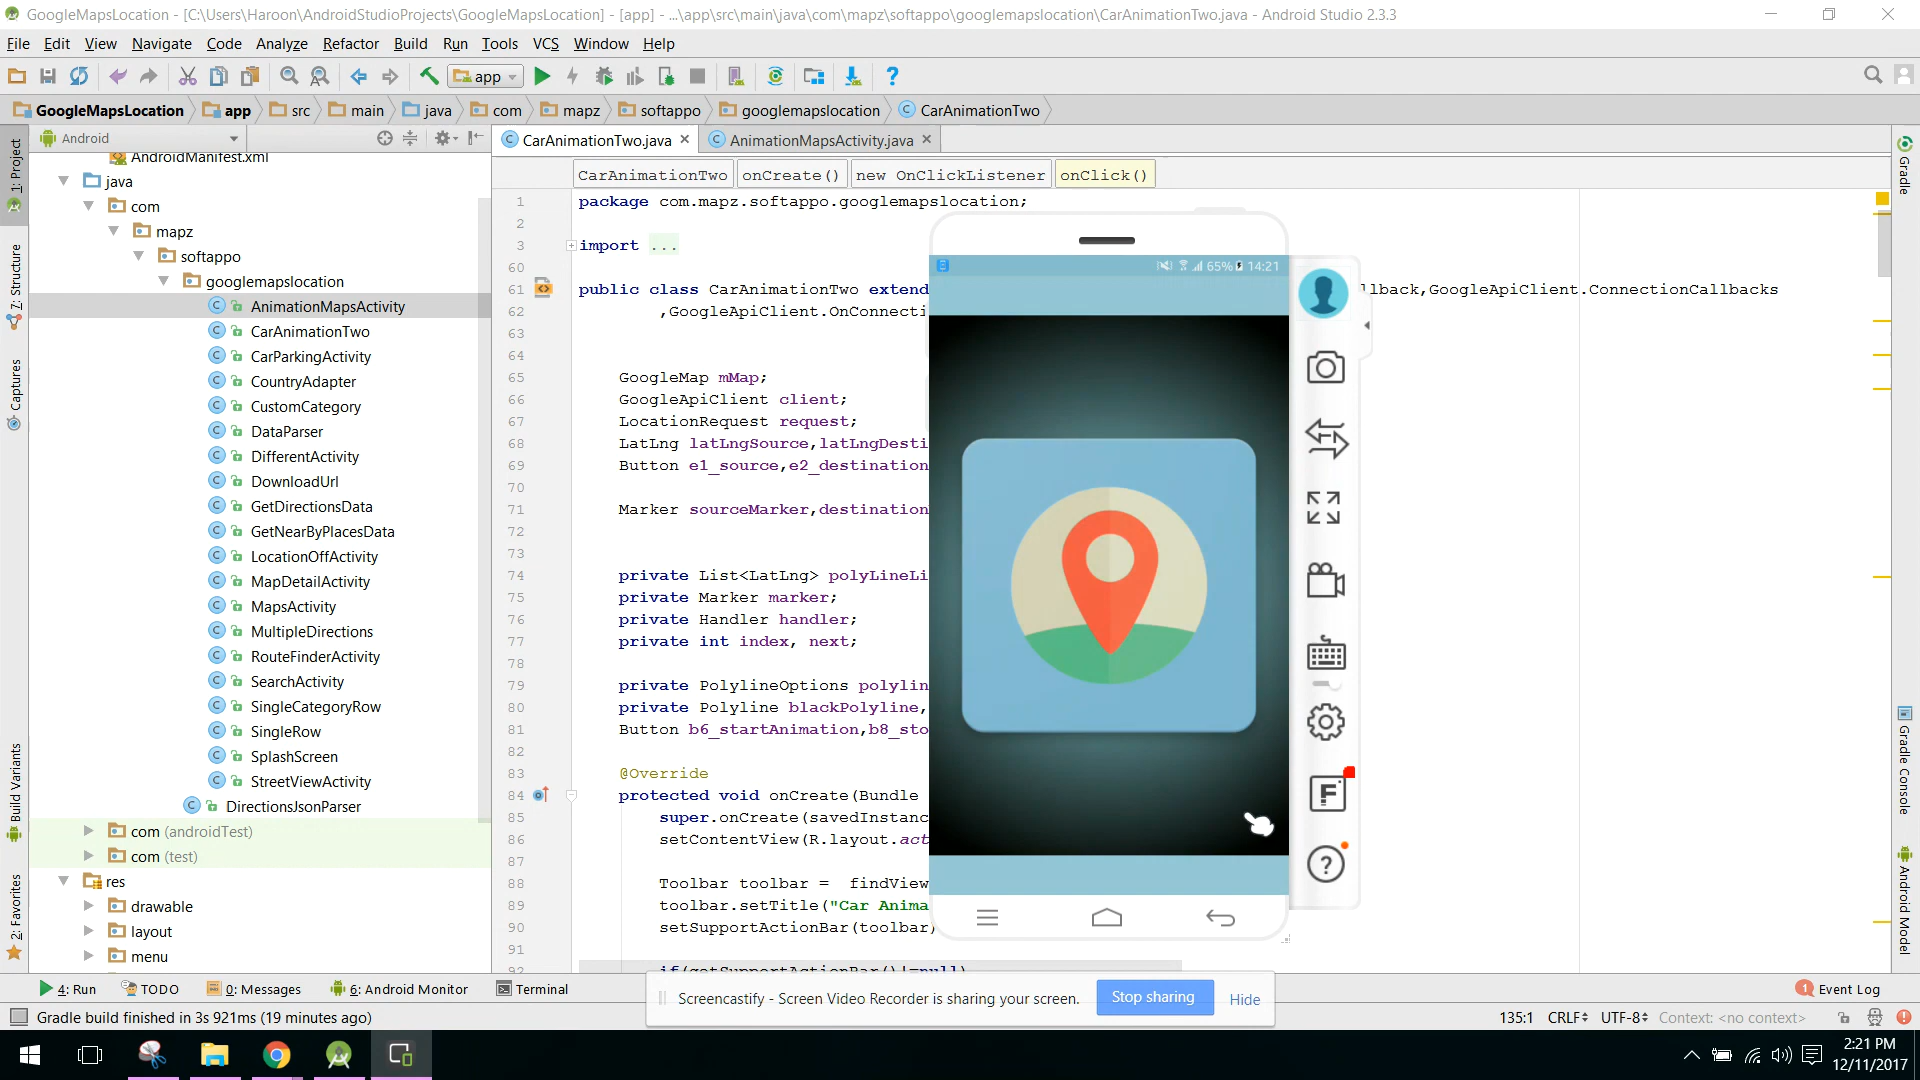 GoogleMapsLocation - [C:\Users\Haroon\AndroidStudioProjects\GoogleMapsLocation] - [app] - ...\app\src\main\java\com\mapz\softappo\googlemapslocation\CarAnimationTwo.java - Android Studio 2.3.3
File Edit View Navigate Code Analyze Refactor Build Run Tools VCS Window Help
app
GoogleMapsLocation app src main java com mapz softappo googlemapslocation CarAnimationTwo
Android
CarAnimationTwo.java AnimationMapsActivity.java
CarAnimationTwo onCreate() new OnClickListener onClick()
1: Project
Z: Structure
Captures
Build Variants
2: Favorites
AndroidManifest.xml
java
com
mapz
softappo
googlemapslocation
AnimationMapsActivity
CarAnimationTwo
CarParkingActivity
CountryAdapter
CustomCategory
DataParser
DifferentActivity
DownloadUrl
GetDirectionsData
GetNearByPlacesData
LocationOffActivity
MapDetailActivity
MapsActivity
MultipleDirections
RouteFinderActivity
SearchActivity
SingleCategoryRow
SingleRow
SplashScreen
StreetViewActivity
DirectionsJsonParser
com (androidTest)
com (test)
res
drawable
layout
menu
1 package com.mapz.softappo.googlemapslocation;
2
3 import ...
60
61 public class CarAnimationTwo extend lback,GoogleApiClient.ConnectionCallbacks
62 ,GoogleApiClient.OnConnecti
63
64
65 GoogleMap mMap;
66 GoogleApiClient client;
67 LocationRequest request;
68 LatLng latLngSource,latLngDesti
69 Button e1_source,e2_destination
70
71 Marker sourceMarker,destination
72
73
74 private List<LatLng> polyLineLi
75 private Marker marker;
76 private Handler handler;
77 private int index, next;
78
79 private PolylineOptions polylin
80 private Polyline blackPolyline,
81 Button b6_startAnimation,b8_sto
82
83 @Override
84 protected void onCreate(Bundle
85 super.onCreate(savedInstanc
86 setContentView(R.layout.act
87
88 Toolbar toolbar = findView
89 toolbar.setTitle("Car Anima
90 setSupportActionBar(toolbar)
91
92 if(getSupportActionBar()!=null)
65% 14:21
F
?
Gradle
Gradle Console
Android Model
4: Run TODO 0: Messages 6: Android Monitor Terminal
1 Event Log
Screencastify - Screen Video Recorder is sharing your screen. Stop sharing Hide
Gradle build finished in 3s 921ms (19 minutes ago)
135:1 CRLF UTF-8 Context: <no context>
2:21 PM
12/11/2017